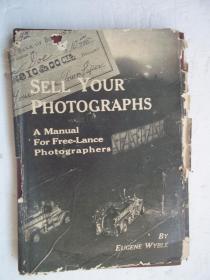 SELL YOUR
PHOTOGRAPHS
A Manual
For Free-Lance
Photographers
BY
EUGENE WYBLE